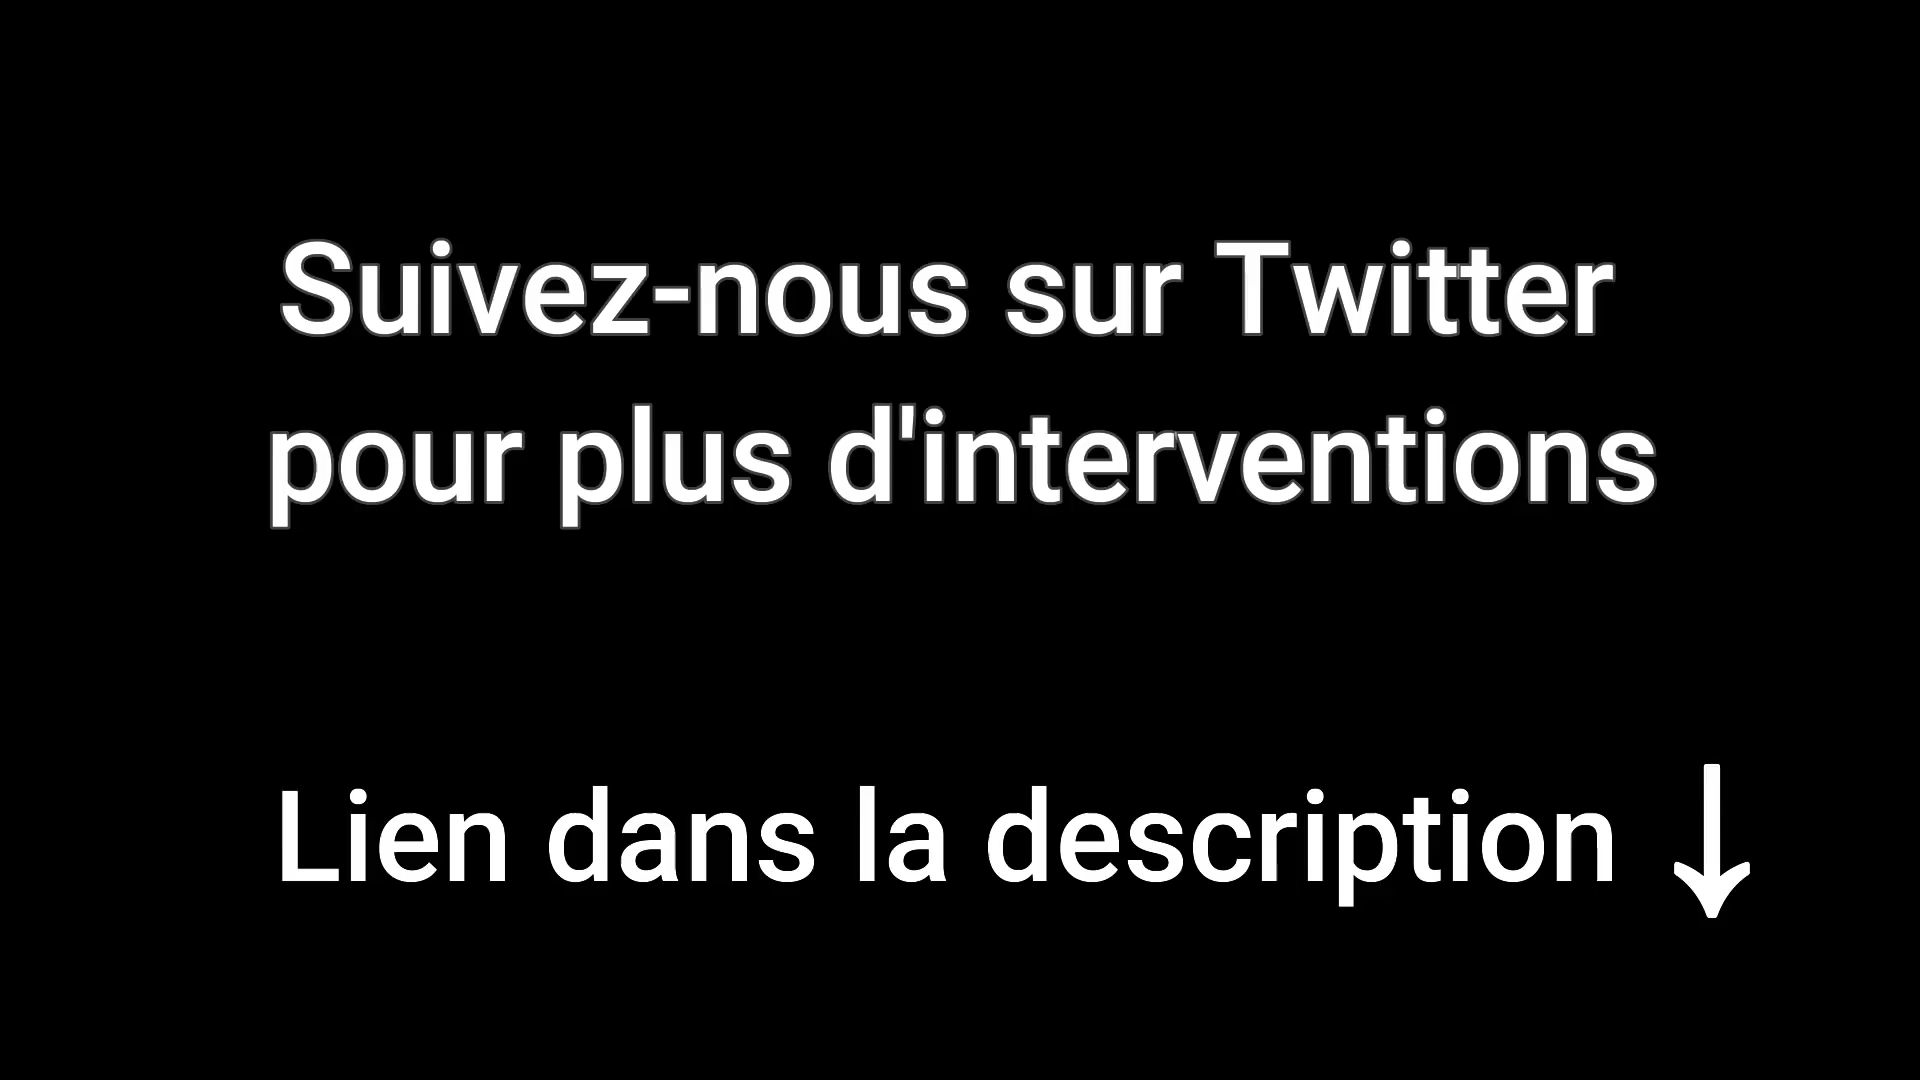 Suivez-nous sur Twitter
pour plus d'interventions
Lien dans la description ↓